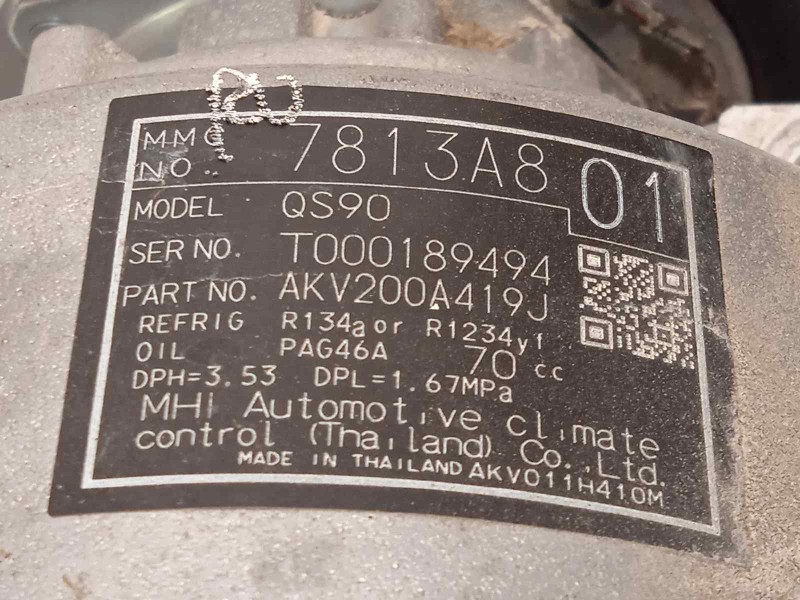 MMC NO. 7813A8 01
MODEL QS90
SER NO. T000189494
PART NO. AKV200A419J
REFRIG R134a or R1234yf
OIL PAG46A 70 cc
DPH=3.53 DPL=1.67MPa
MHI Automotive climate
control (Thailand) Co.,Ltd.
MADE IN THAILAND AKV011H410M